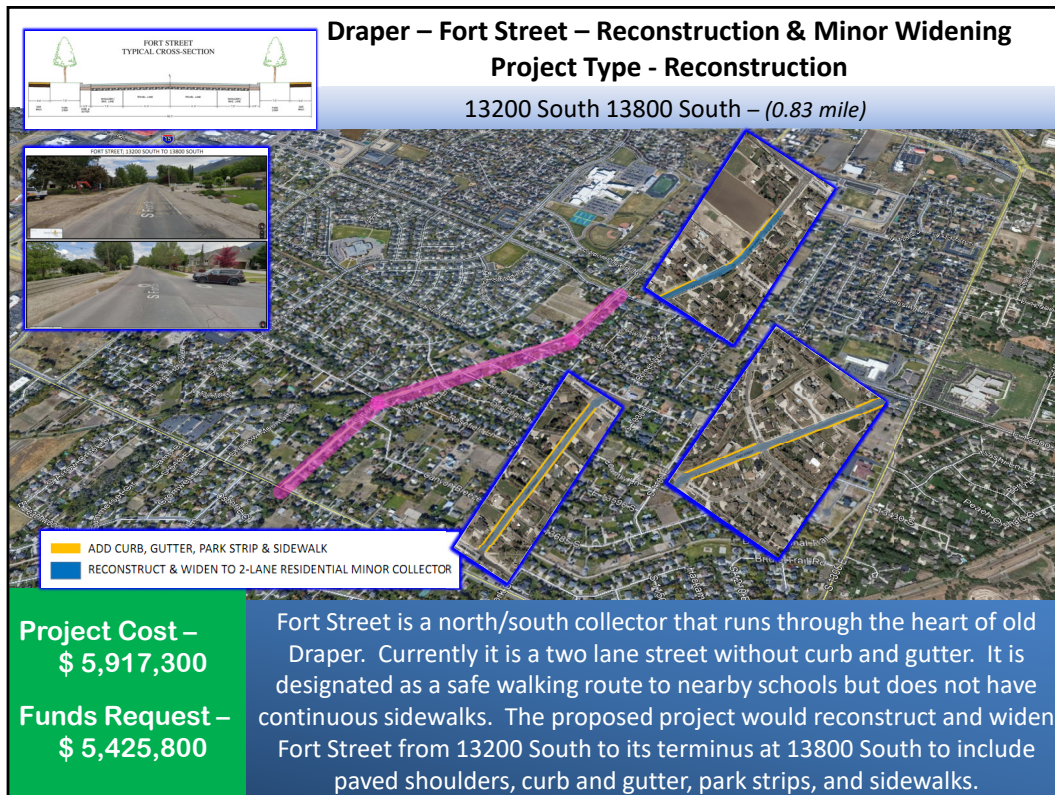 Draper – Fort Street – Reconstruction & Minor Widening
Project Type - Reconstruction
13200 South 13800 South – (0.83 mile)
FORT STREET
TYPICAL CROSS-SECTION
FORT STREET; 13200 SOUTH TO 13800 SOUTH
S Fort St
S Fort St
ADD CURB, GUTTER, PARK STRIP & SIDEWALK
RECONSTRUCT & WIDEN TO 2-LANE RESIDENTIAL MINOR COLLECTOR
Project Cost –
$ 5,917,300
Funds Request –
$ 5,425,800
Fort Street is a north/south collector that runs through the heart of old
Draper. Currently it is a two lane street without curb and gutter. It is
designated as a safe walking route to nearby schools but does not have
continuous sidewalks. The proposed project would reconstruct and widen
Fort Street from 13200 South to its terminus at 13800 South to include
paved shoulders, curb and gutter, park strips, and sidewalks.